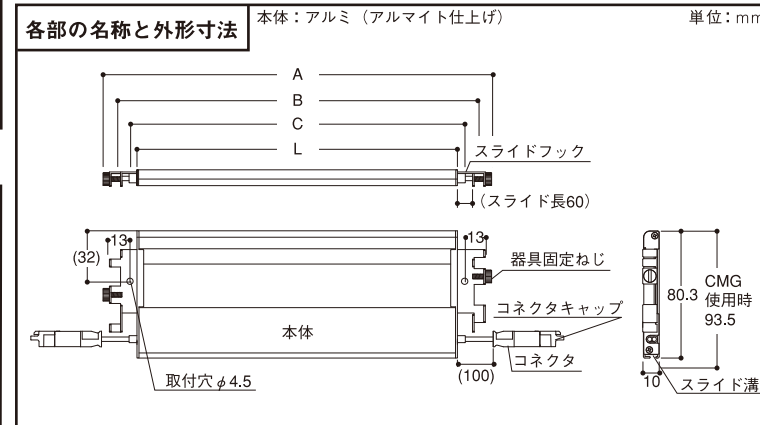 各部の名称と外形寸法
本体：アルミ（アルマイト仕上げ）
単位：mm
A
B
C
L
スライドフック
（スライド長60）
13
(32)
13
器具固定ねじ
コネクタキャップ
本体
コネクタ
(100)
取付穴φ4.5
80.3
CMG
使用時
93.5
10
スライド溝